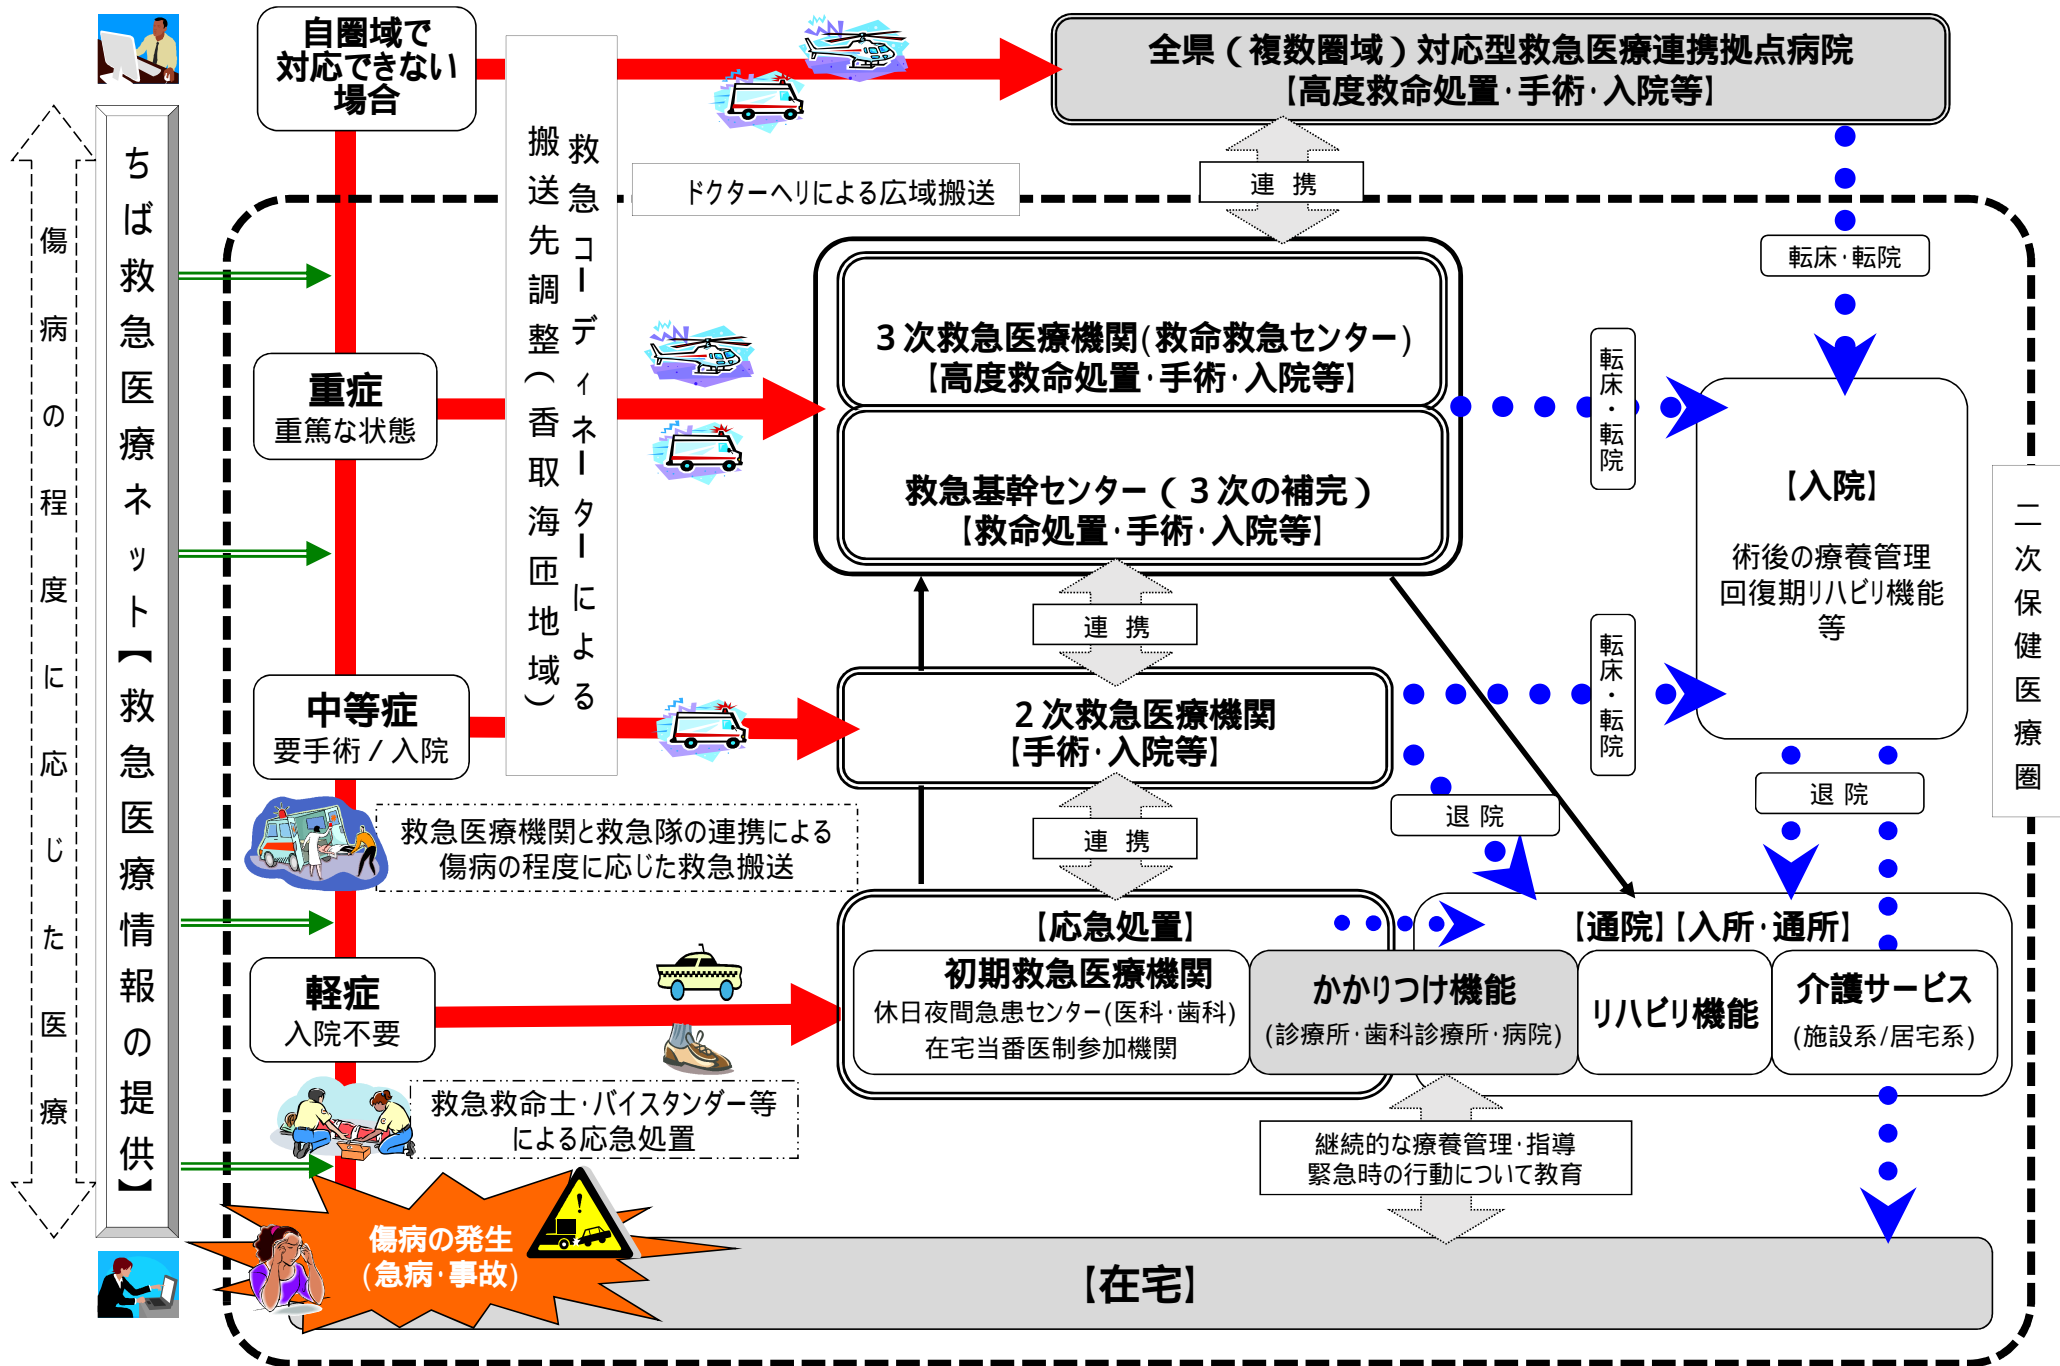 自圏域で
対応できない
場合
全県（複数圏域）対応型救急医療連携拠点病院
【高度救命処置・手術・入院等】
傷病の程度に応じた医療
ちば救急医療ネット【救急医療情報の提供】
救急コーディネーターによる
搬送先調整（香取海匝地域）
ドクターヘリによる広域搬送
連 携
転床・転院
3次救急医療機関(救命救急センター)
【高度救命処置・手術・入院等】
重症
重篤な状態
転床・転院
救急基幹センター（3次の補完）
【救命処置・手術・入院等】
【入院】
術後の療養管理
回復期リハビリ機能
等
二次保健医療圏
連 携
転床・転院
中等症
要手術/入院
2次救急医療機関
【手術・入院等】
退 院
退 院
救急医療機関と救急隊の連携による
傷病の程度に応じた救急搬送
連 携
【応急処置】
【通院】【入所・通所】
軽症
入院不要
初期救急医療機関
休日夜間急患センター(医科・歯科)
在宅当番医制参加機関
かかりつけ機能
(診療所・歯科診療所・病院)
リハビリ機能
介護サービス
(施設系/居宅系)
救急救命士・バイスタンダー等
による応急処置
継続的な療養管理・指導
緊急時の行動について教育
傷病の発生
(急病・事故)
!
【在宅】